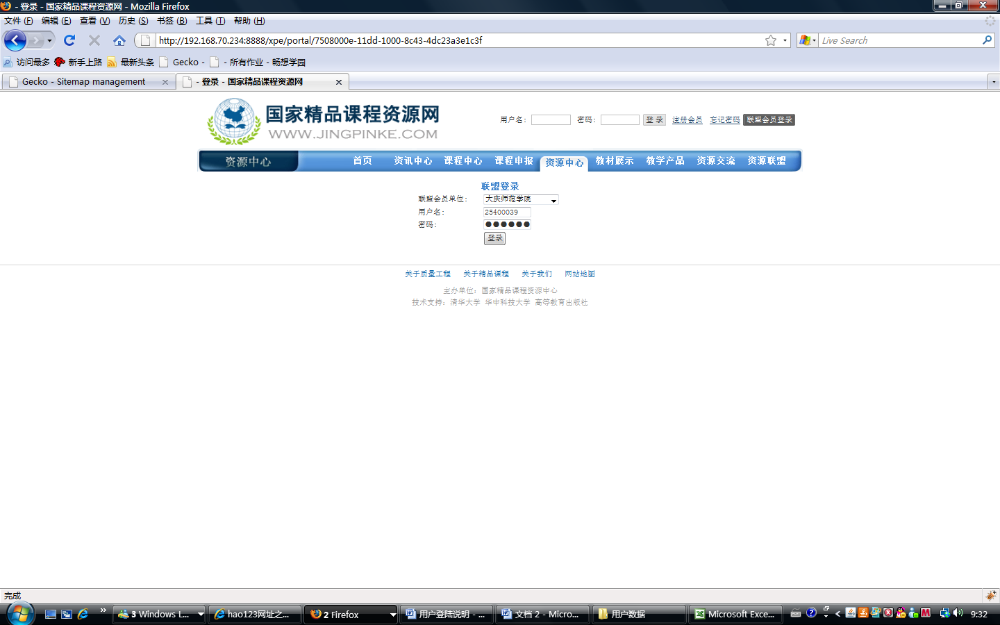 - 登录 - 国家精品课程资源网 - Mozilla Firefox
文件 (F) 编辑 (E) 查看 (V) 历史 (S) 书签 (B) 工具 (T) 帮助 (H)
http://192.168.70.234:8888/xpe/portal/7508000e-11dd-1000-8c43-4dc23a3e1c3f Live Search
访问最多 新手上路 最新头条 Gecko - - 所有作业 - 畅想学园
Gecko - Sitemap management - 登录 - 国家精品课程资源网
国家精品课程资源网
WWW.JINGPINKE.COM
用户名: 密码: 登 录 注册会员 忘记密码 联盟会员登录
资源中心 首页 资讯中心 课程中心 课程申报 资源中心 教材展示 教学产品 资源交流 资源联盟
联盟登录
联盟会员单位: 大庆师范学院
用户名: 25400039
密码: ●●●●●●
登录
关于质量工程 关于精品课程 关于我们 网站地图
主办单位: 国家精品课程资源中心
技术支持: 清华大学 华中科技大学 高等教育出版社
完成
» 3 Windows L... hao123网址之... 2 Firefox 用户登陆说明 - ... 文档 2 - Micro... 用户数据 Microsoft Exce... 9:32